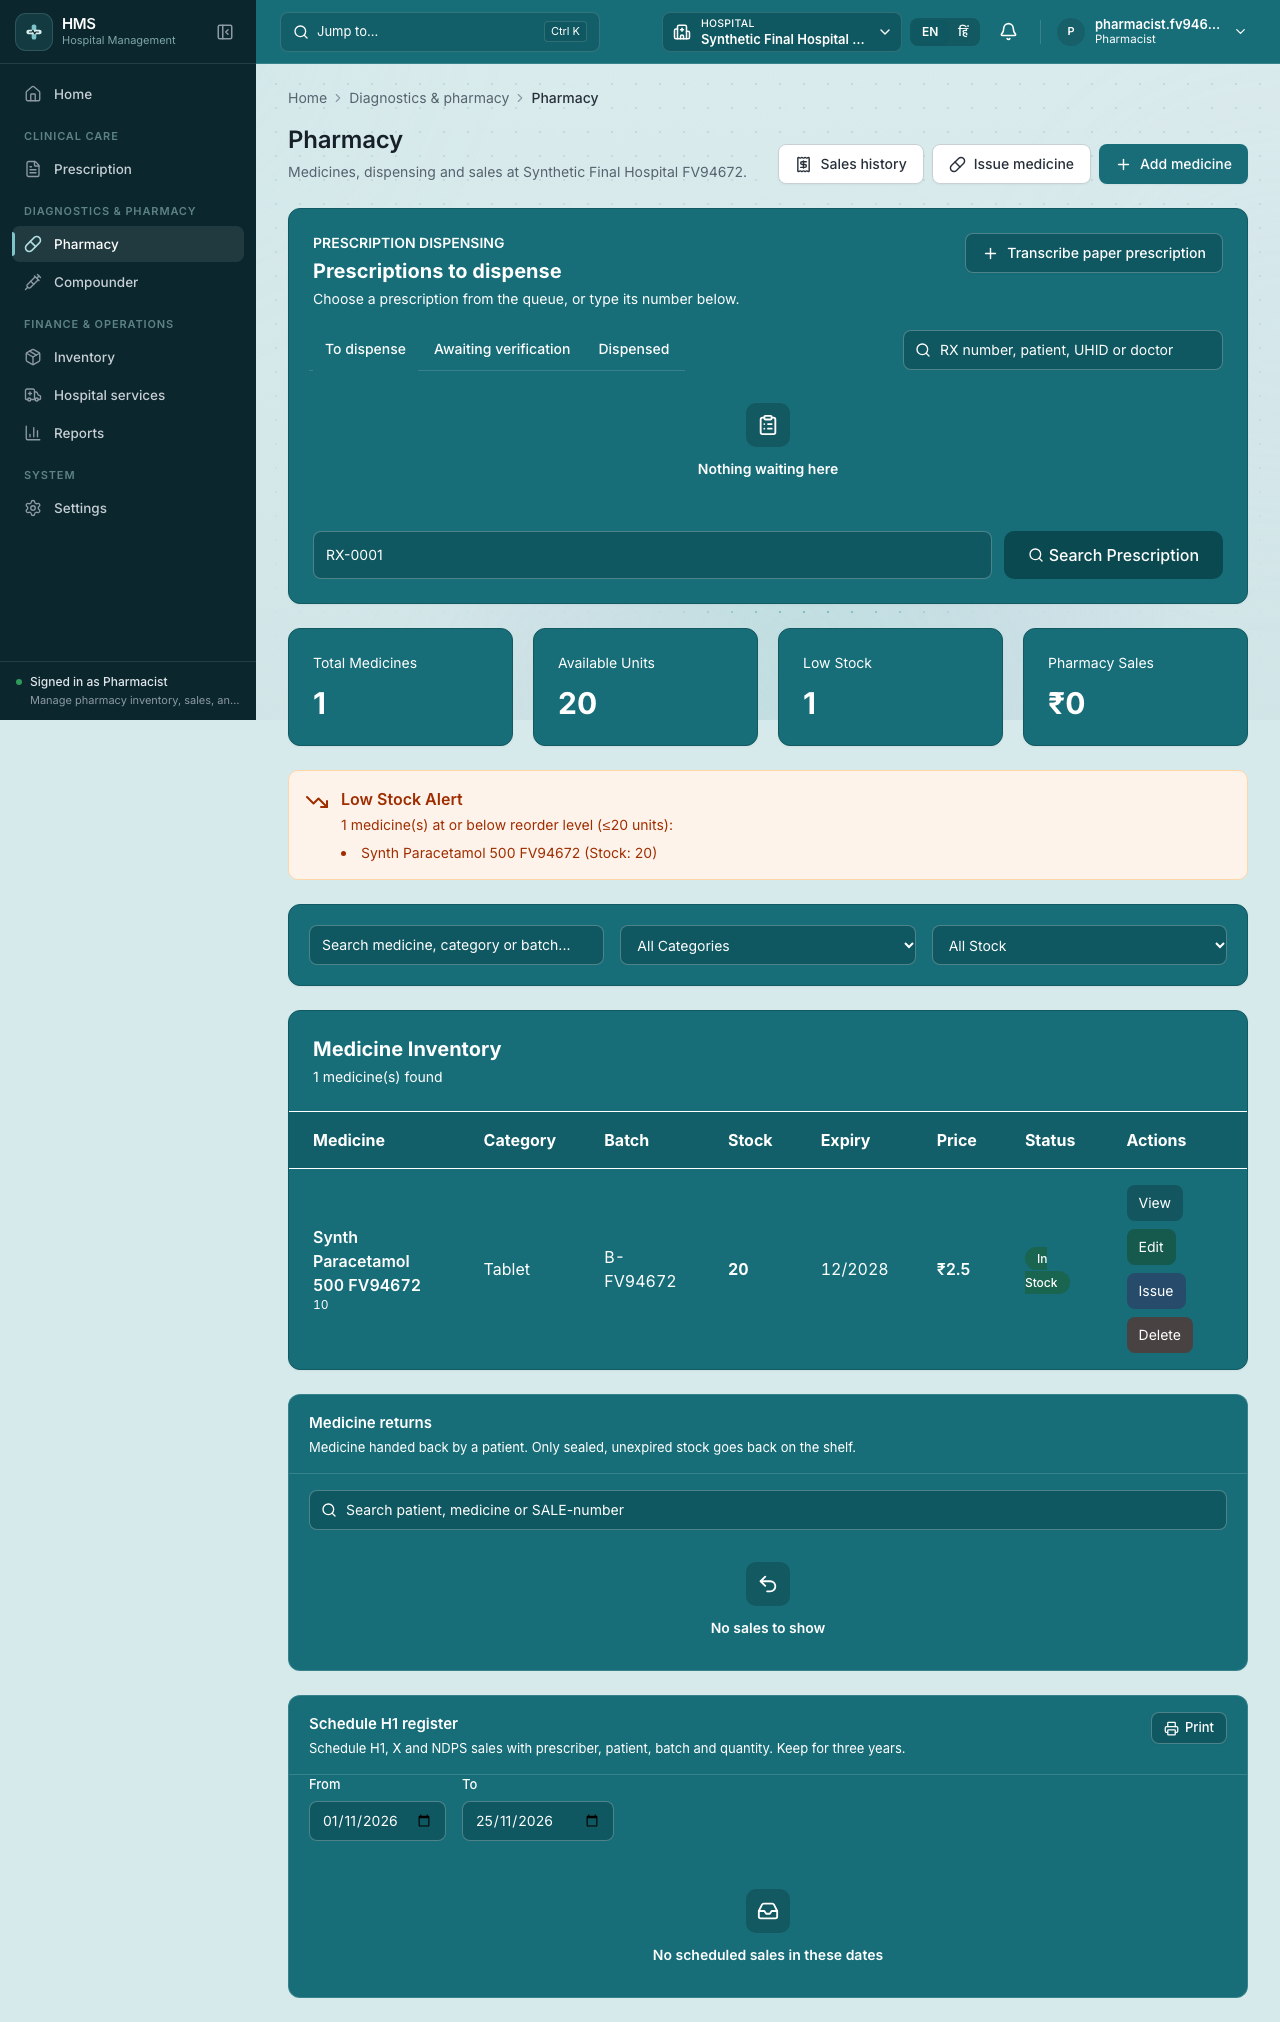 HMS
Hospital Management
Jump to...
Ctrl K
HOSPITAL
Synthetic Final Hospital ...
EN
हिं
P
pharmacist.fv946...
Pharmacist
Home
CLINICAL CARE
Prescription
DIAGNOSTICS & PHARMACY
Pharmacy
Compounder
FINANCE & OPERATIONS
Inventory
Hospital services
Reports
SYSTEM
Settings
Signed in as Pharmacist
Manage pharmacy inventory, sales, an...
Home > Diagnostics & pharmacy > Pharmacy
Pharmacy
Medicines, dispensing and sales at Synthetic Final Hospital FV94672.
Sales history
Issue medicine
Add medicine
PRESCRIPTION DISPENSING
Prescriptions to dispense
Choose a prescription from the queue, or type its number below.
Transcribe paper prescription
To dispense
Awaiting verification
Dispensed
RX number, patient, UHID or doctor
Nothing waiting here
RX-0001
Search Prescription
Total Medicines
1
Available Units
20
Low Stock
1
Pharmacy Sales
₹0
Low Stock Alert
1 medicine(s) at or below reorder level (≤20 units):
• Synth Paracetamol 500 FV94672 (Stock: 20)
Search medicine, category or batch...
All Categories
All Stock
Medicine Inventory
1 medicine(s) found
Medicine Category Batch Stock Expiry Price Status Actions
Synth
Paracetamol
500 FV94672
10
Tablet
B-
FV94672
20
12/2028
₹2.5
In
Stock
View
Edit
Issue
Delete
Medicine returns
Medicine handed back by a patient. Only sealed, unexpired stock goes back on the shelf.
Search patient, medicine or SALE-number
No sales to show
Schedule H1 register
Schedule H1, X and NDPS sales with prescriber, patient, batch and quantity. Keep for three years.
Print
From
To
01/11/2026
25/11/2026
No scheduled sales in these dates